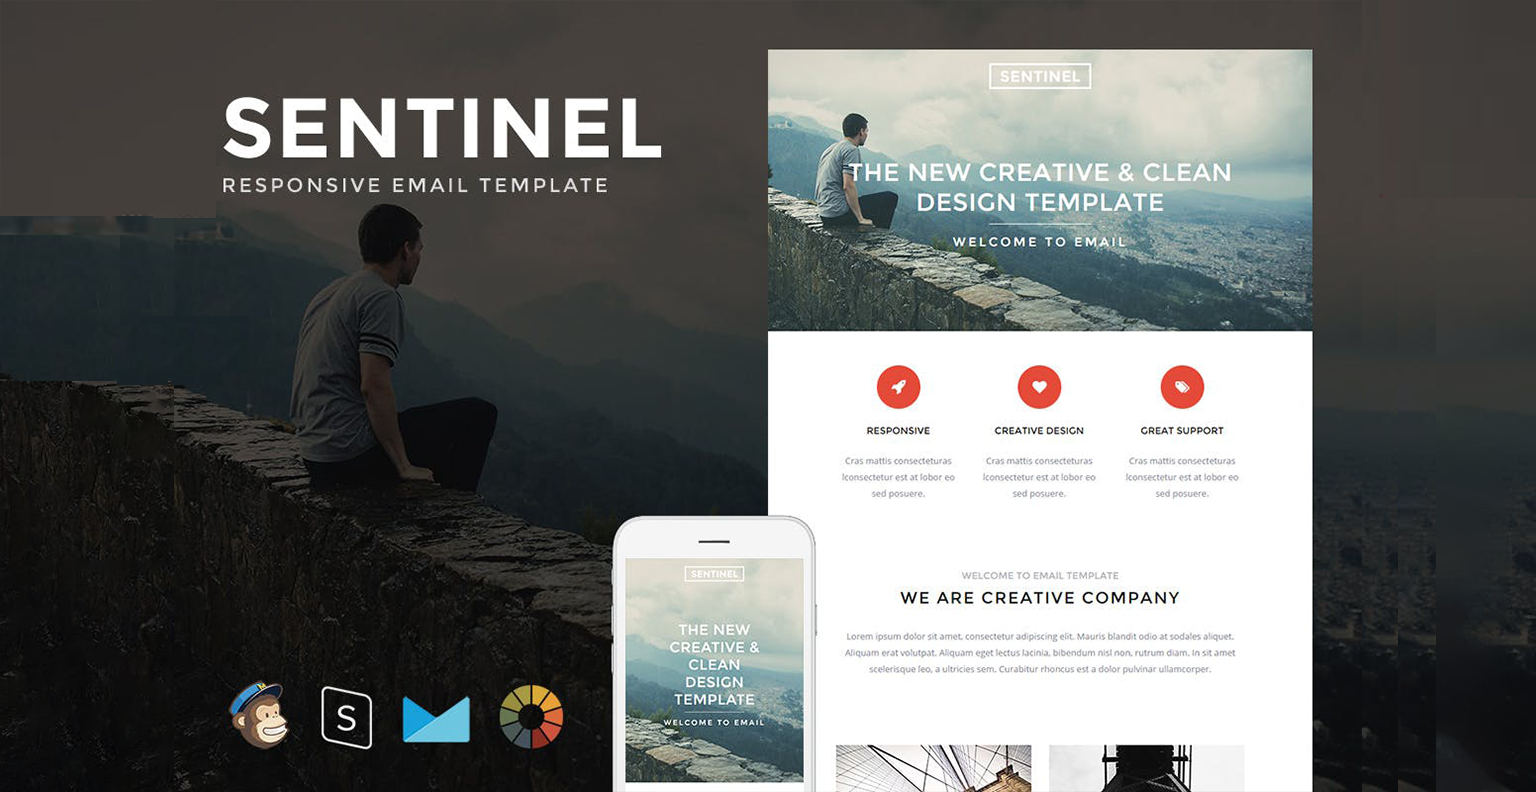 SENTINEL
RESPONSIVE EMAIL TEMPLATE
SENTINEL
THE NEW CREATIVE & CLEAN
DESIGN TEMPLATE
WELCOME TO EMAIL
RESPONSIVE
Cras mattis consecteturas
lconsectetur est at lobor eo
sed posuere.
CREATIVE DESIGN
Cras mattis consecteturas
lconsectetur est at lobor eo
sed posuere.
GREAT SUPPORT
Cras mattis consecteturas
lconsectetur est at lobor eo
sed posuere.
WELCOME TO EMAIL TEMPLATE
WE ARE CREATIVE COMPANY
Lorem ipsum dolor sit amet, consectetur adipiscing elit. Mauris blandit odio at sodales aliquet.
Aliquam erat volutpat. Aliquam eget lectus lacinia, bibendum nisl non, rutrum diam. In sit amet
scelerisque leo, a ultricies sem. Curabitur rhoncus est a dolor pulvinar ullamcorper.
SENTINEL
THE NEW
CREATIVE &
CLEAN
DESIGN
TEMPLATE
WELCOME TO EMAIL
S